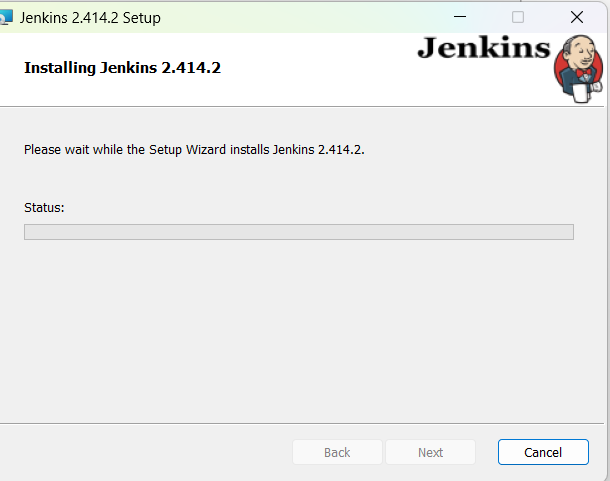 Jenkins 2.414.2 Setup
Jenkins
Installing Jenkins 2.414.2
Please wait while the Setup Wizard installs Jenkins 2.414.2.
Status:
Back
Next
Cancel